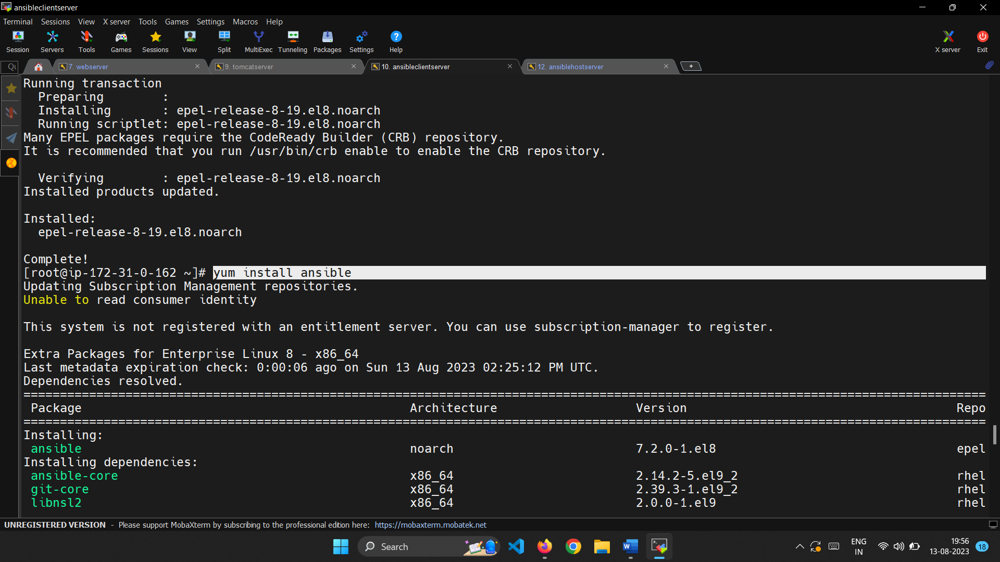 ansibleclientserver
Terminal Sessions View X server Tools Games Settings Macros Help
Session Servers Tools Games Sessions View Split MultiExec Tunneling Packages Settings Help X server Exit
Qu 7. webserver 9. tomcatserver 10. ansibleclientserver 12. ansiblehostserver
Running transaction
Preparing :
Installing : epel-release-8-19.el8.noarch
Running scriptlet: epel-release-8-19.el8.noarch
Many EPEL packages require the CodeReady Builder (CRB) repository.
It is recommended that you run /usr/bin/crb enable to enable the CRB repository.
Verifying : epel-release-8-19.el8.noarch
Installed products updated.
Installed:
epel-release-8-19.el8.noarch
Complete!
[root@ip-172-31-0-162 ~]# yum install ansible
Updating Subscription Management repositories.
Unable to read consumer identity
This system is not registered with an entitlement server. You can use subscription-manager to register.
Extra Packages for Enterprise Linux 8 - x86_64
Last metadata expiration check: 0:00:06 ago on Sun 13 Aug 2023 02:25:12 PM UTC.
Dependencies resolved.
Package Architecture Version Repo
Installing:
ansible noarch 7.2.0-1.el8 epel
Installing dependencies:
ansible-core x86_64 2.14.2-5.el9_2 rhel
git-core x86_64 2.39.3-1.el9_2 rhel
libnsl2 x86_64 2.0.0-1.el9 rhel
UNREGISTERED VERSION - Please support MobaXterm by subscribing to the professional edition here: https://mobaxterm.mobatek.net
Search
ENG
IN
19:56
13-08-2023
18